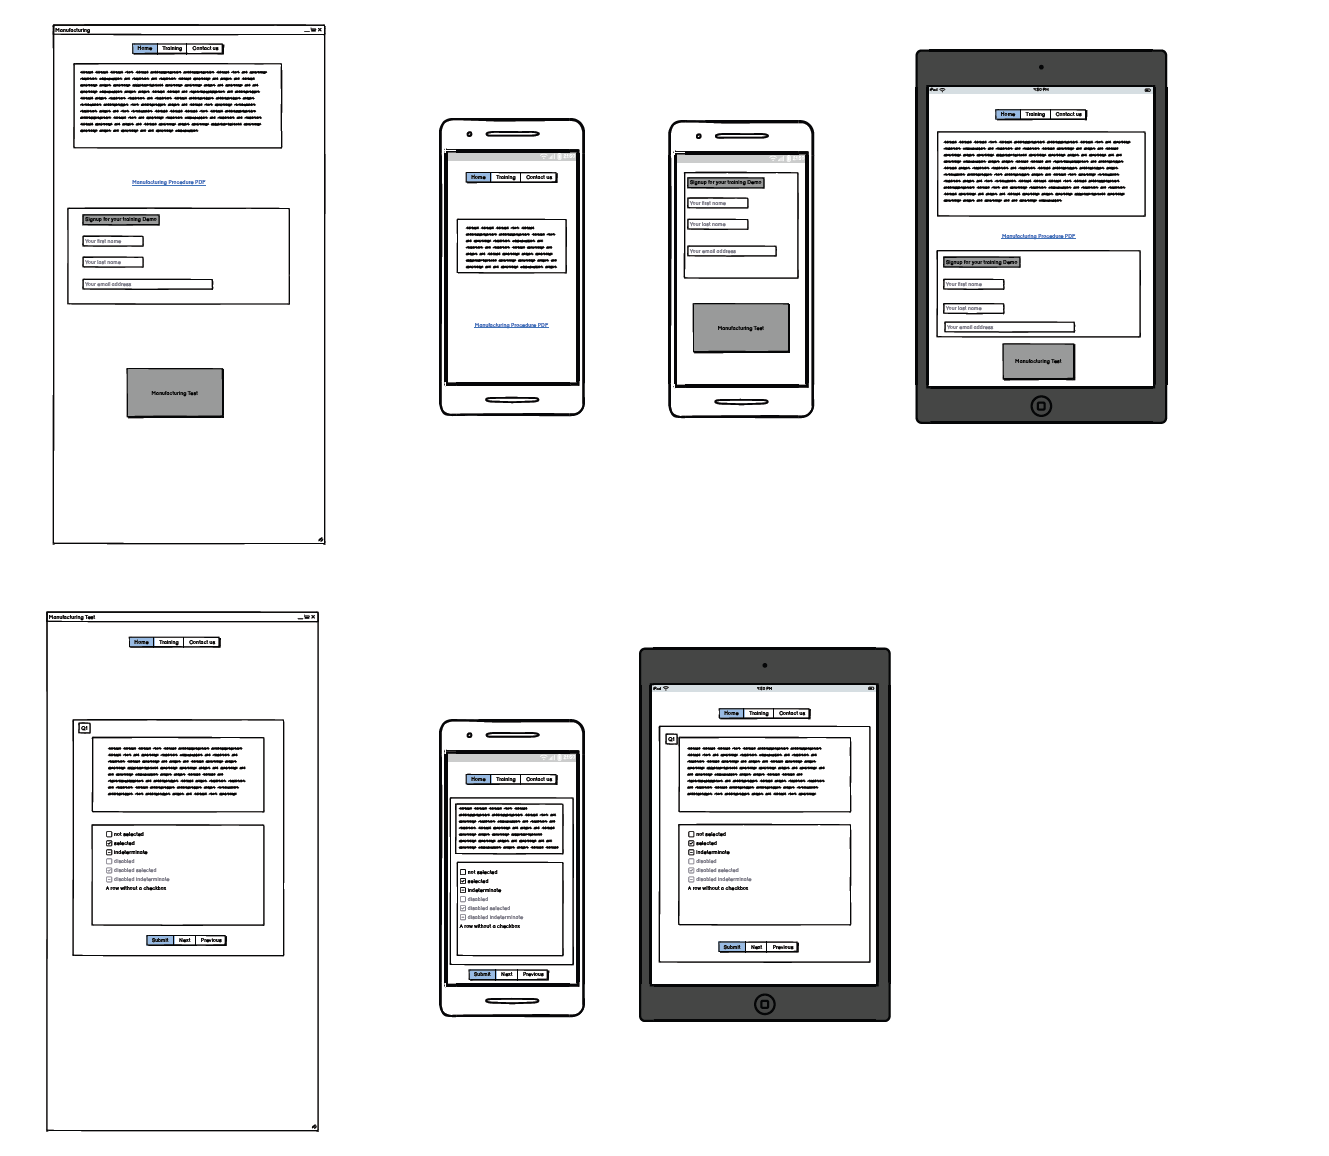 Manufacturing
Home Training Contact us
Manufacturing Procedure PDF
Signup for your training Demo
Your first name
Your last name
Your email address
Manufacturing Test
Home Training Contact us
Manufacturing Procedure PDF
Signup for your training Demo
Your first name
Your last name
Your email address
Manufacturing Test
iPad
Home Training Contact us
Manufacturing Procedure PDF
Signup for your training Demo
Your first name
Your last name
Your email address
Manufacturing Test
Manufacturing Test
Home Training Contact us
Q1
not selected
selected
indeterminate
disabled
disabled selected
disabled indeterminate
A row without a checkbox
Submit Next Previous
Home Training Contact us
not selected
selected
indeterminate
disabled
disabled selected
disabled indeterminate
A row without a checkbox
Submit Next Previous
iPad
Home Training Contact us
Q1
not selected
selected
indeterminate
disabled
disabled selected
disabled indeterminate
A row without a checkbox
Submit Next Previous